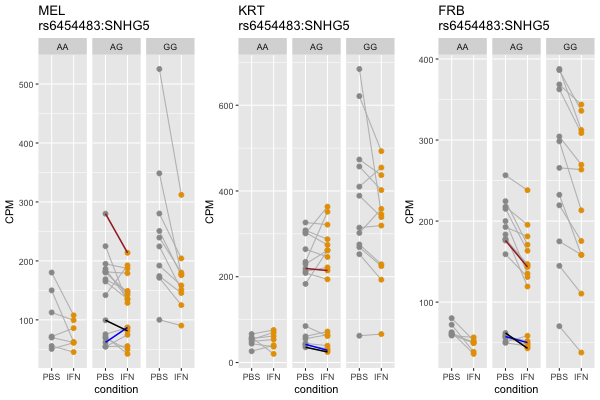 MEL
rs6454483:SNHG5
AA AG GG
500
400
300
200
100
CPM
PBS IFN PBS IFN PBS IFN
condition
KRT
rs6454483:SNHG5
AA AG GG
600
400
200
0
CPM
PBS IFN PBS IFN PBS IFN
condition
FRB
rs6454483:SNHG5
AA AG GG
400
300
200
100
CPM
PBS IFN PBS IFN PBS IFN
condition